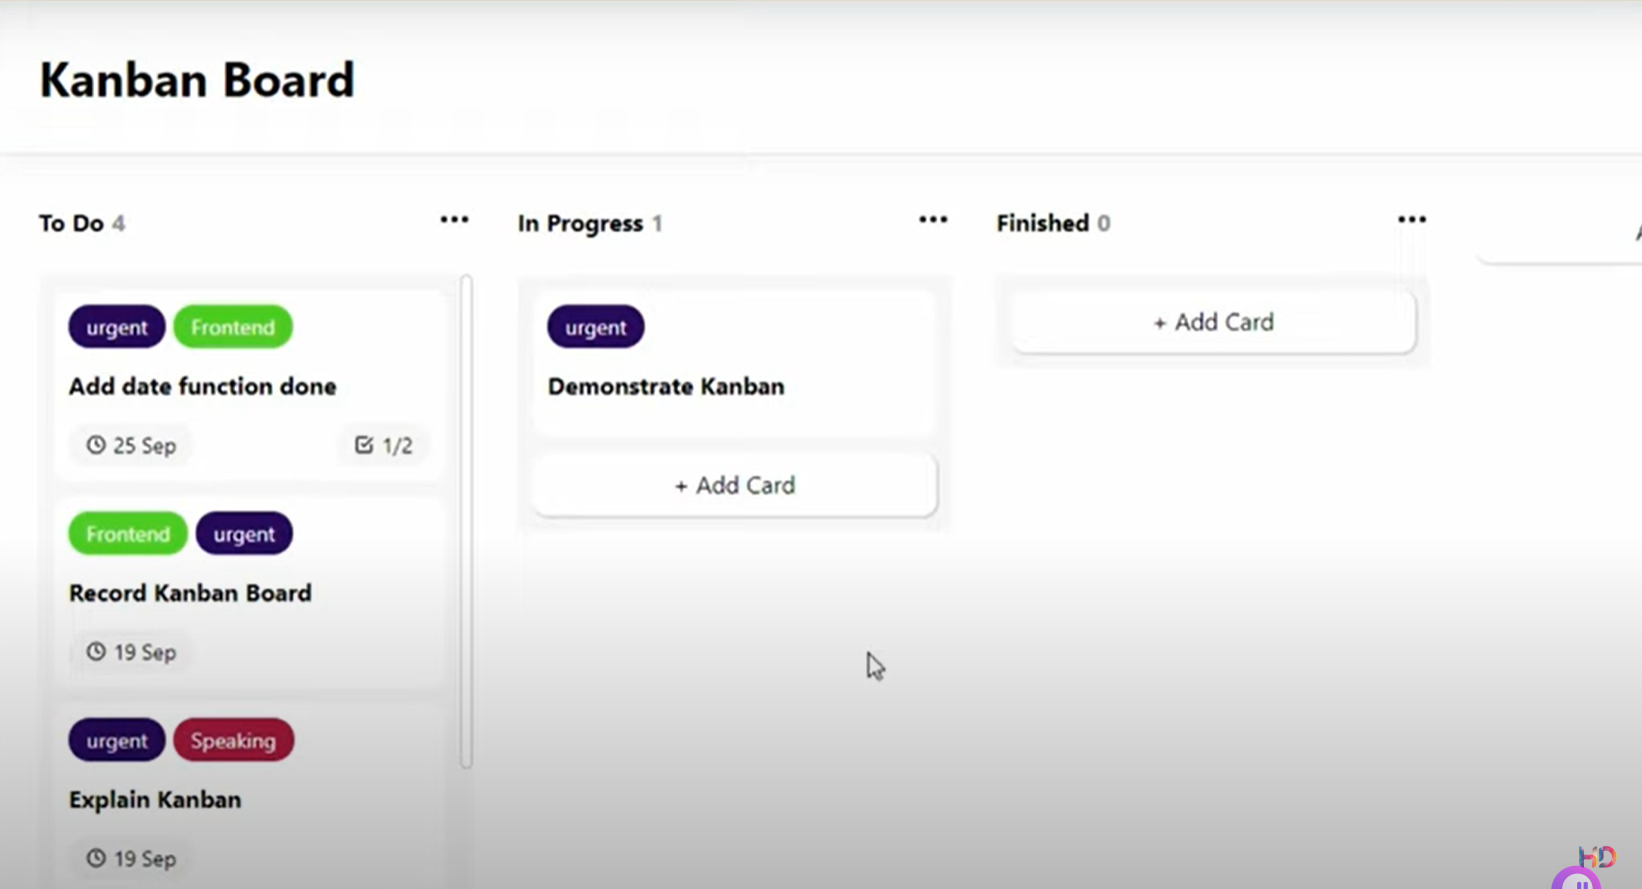 Kanban Board
To Do 4
urgent Frontend
Add date function done
25 Sep 1/2
Frontend urgent
Record Kanban Board
19 Sep
urgent Speaking
Explain Kanban
19 Sep
In Progress 1
urgent
Demonstrate Kanban
+ Add Card
Finished 0
+ Add Card
HD